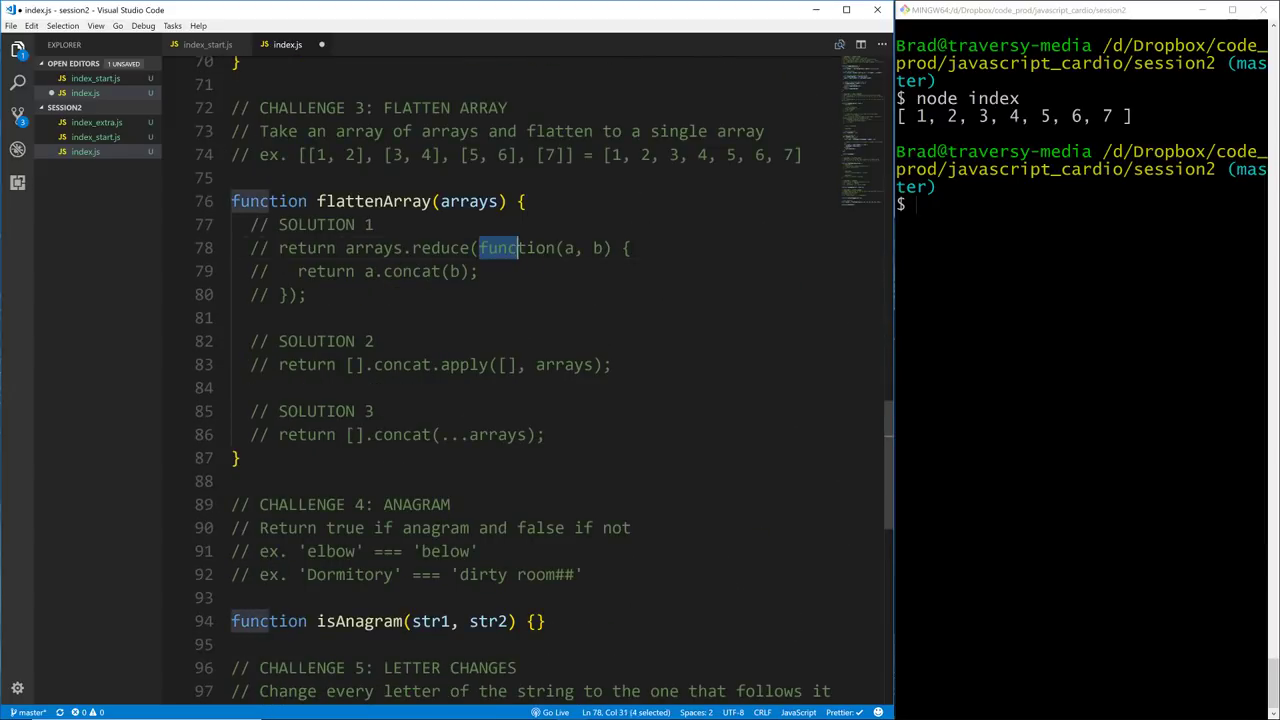 index.js - session2 - Visual Studio Code
File Edit Selection View Go Debug Tasks Help
EXPLORER
OPEN EDITORS 1 UNSAVED
index_start.js U
index.js U
SESSION2
index_extra.js U
index_start.js U
index.js U
index_start.js
index.js
70 }
71
72 // CHALLENGE 3: FLATTEN ARRAY
73 // Take an array of arrays and flatten to a single array
74 // ex. [[1, 2], [3, 4], [5, 6], [7]] = [1, 2, 3, 4, 5, 6, 7]
75
76 function flattenArray(arrays) {
77 // SOLUTION 1
78 // return arrays.reduce(function(a, b) {
79 // return a.concat(b);
80 // });
81
82 // SOLUTION 2
83 // return [].concat.apply([], arrays);
84
85 // SOLUTION 3
86 // return [].concat(...arrays);
87 }
88
89 // CHALLENGE 4: ANAGRAM
90 // Return true if anagram and false if not
91 // ex. 'elbow' === 'below'
92 // ex. 'Dormitory' === 'dirty room##'
93
94 function isAnagram(str1, str2) {}
95
96 // CHALLENGE 5: LETTER CHANGES
97 // Change every letter of the string to the one that follows it
master* 0 0
Go Live Ln 78, Col 31 (4 selected) Spaces: 2 UTF-8 CRLF JavaScript Prettier: ✓
MINGW64:/d/Dropbox/code_prod/javascript_cardio/session2
Brad@traversy-media /d/Dropbox/code_
prod/javascript_cardio/session2 (mas
ter)
$ node index
[ 1, 2, 3, 4, 5, 6, 7 ]
Brad@traversy-media /d/Dropbox/code_
prod/javascript_cardio/session2 (mas
ter)
$